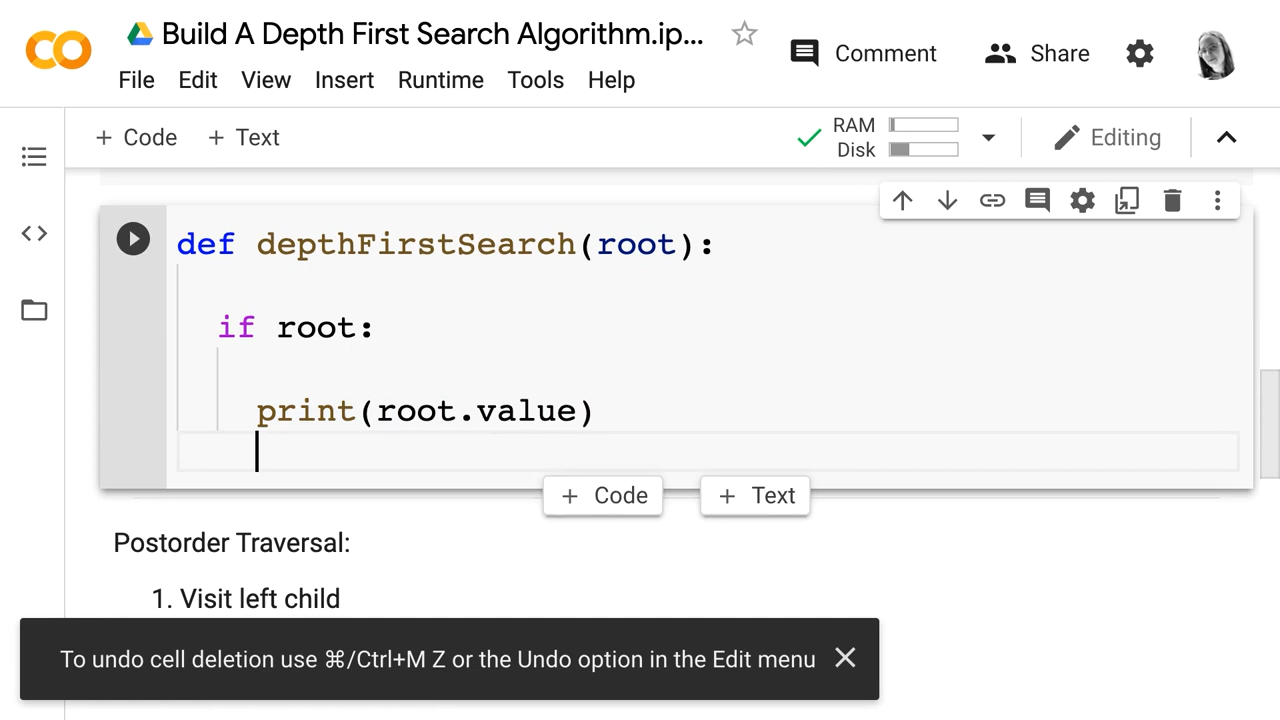 Build A Depth First Search Algorithm.ip...
File Edit View Insert Runtime Tools Help
Comment
Share
+ Code + Text
RAM
Disk
Editing
def depthFirstSearch(root):
if root:
print(root.value)
+ Code + Text
Postorder Traversal:
1. Visit left child
To undo cell deletion use ⌘/Ctrl+M Z or the Undo option in the Edit menu